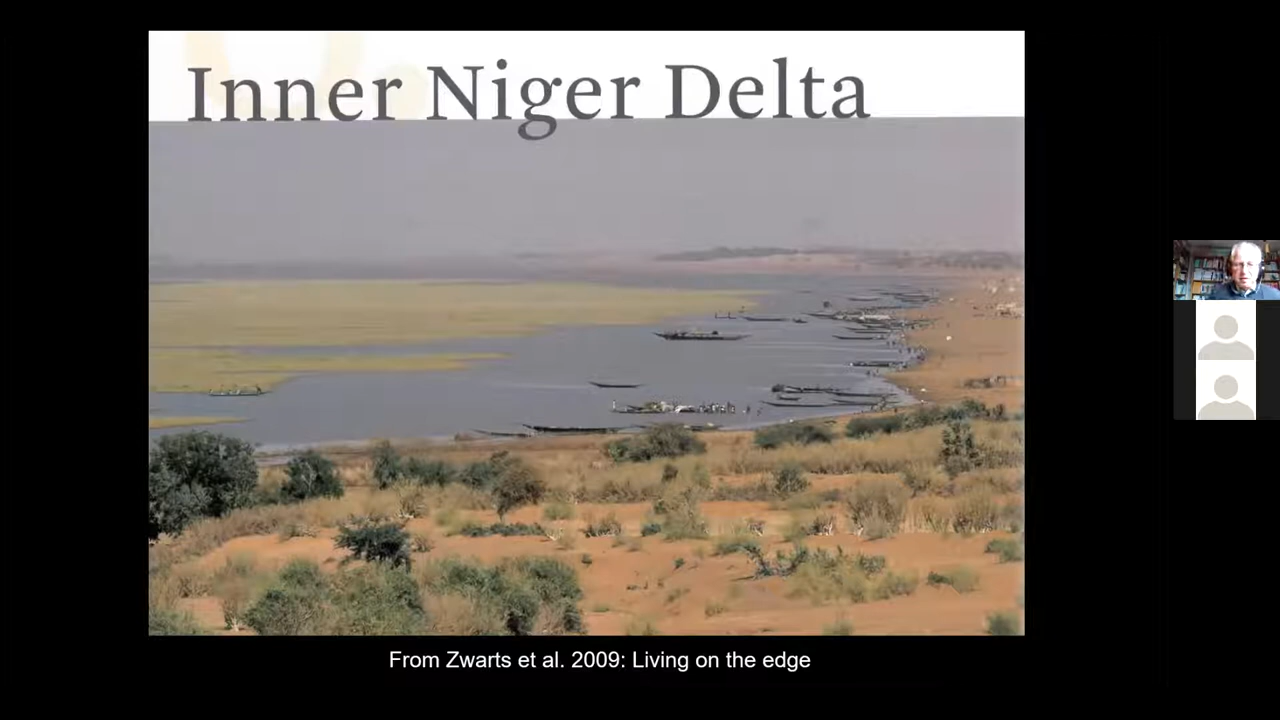 Inner Niger Delta
From Zwarts et al. 2009: Living on the edge